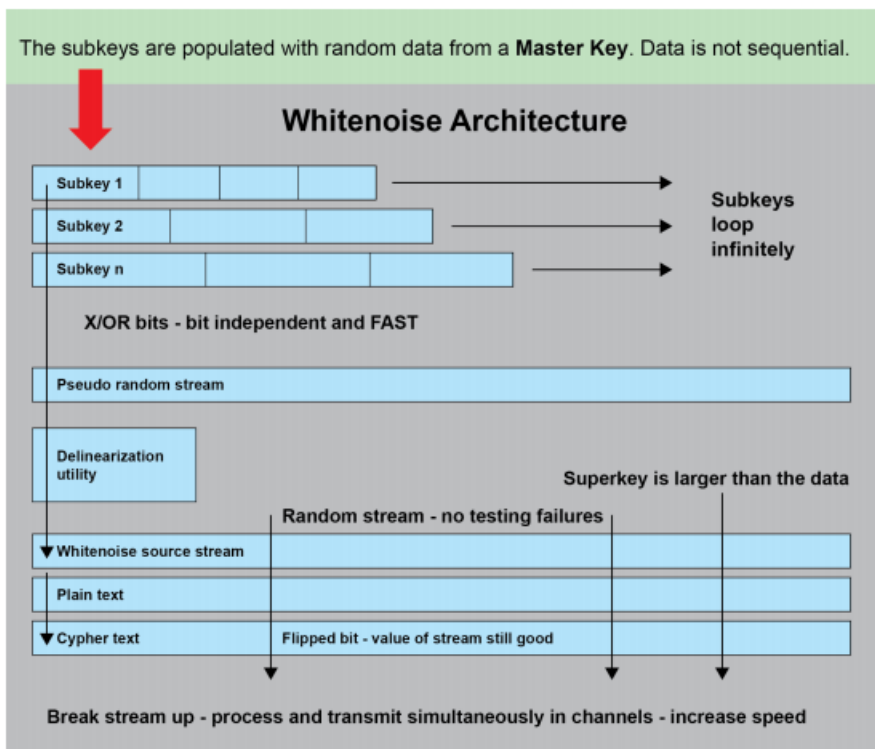 The subkeys are populated with random data from a Master Key. Data is not sequential.
Whitenoise Architecture
Subkey 1
Subkey 2
Subkey n
Subkeys
loop
infinitely
X/OR bits - bit independent and FAST
Pseudo random stream
Delinearization
utility
Superkey is larger than the data
Random stream - no testing failures
Whitenoise source stream
Plain text
Cypher text
Flipped bit - value of stream still good
Break stream up - process and transmit simultaneously in channels - increase speed